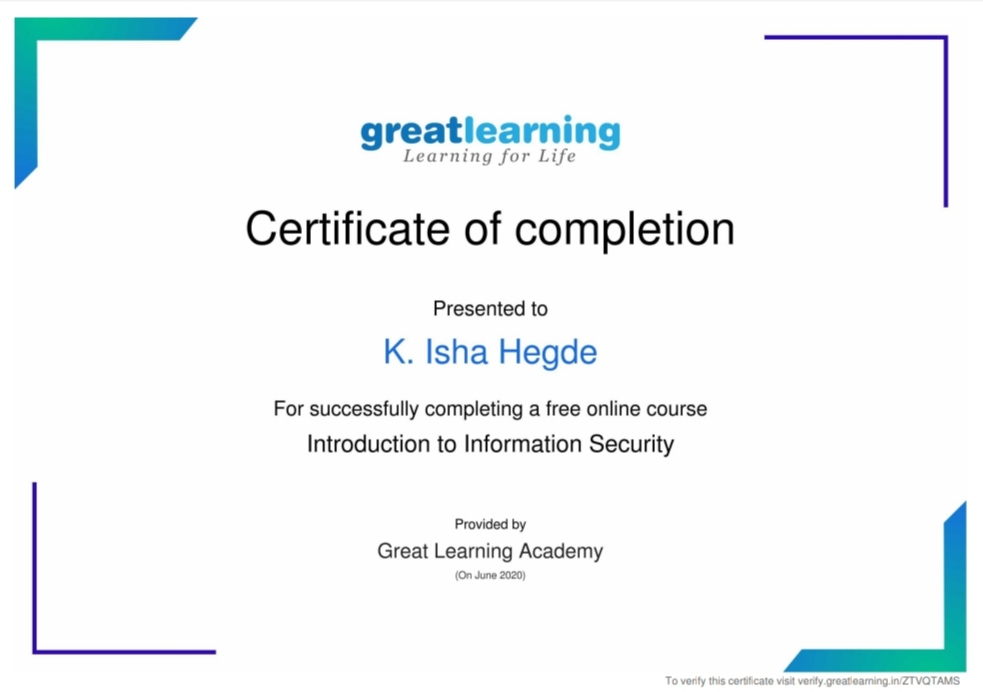 greatlearning
Learning for Life
Certificate of completion
Presented to
K. Isha Hegde
For successfully completing a free online course
Introduction to Information Security
Provided by
Great Learning Academy
(On June 2020)
To verify this certificate visit verify.greatlearning.in/ZTVQTAMS